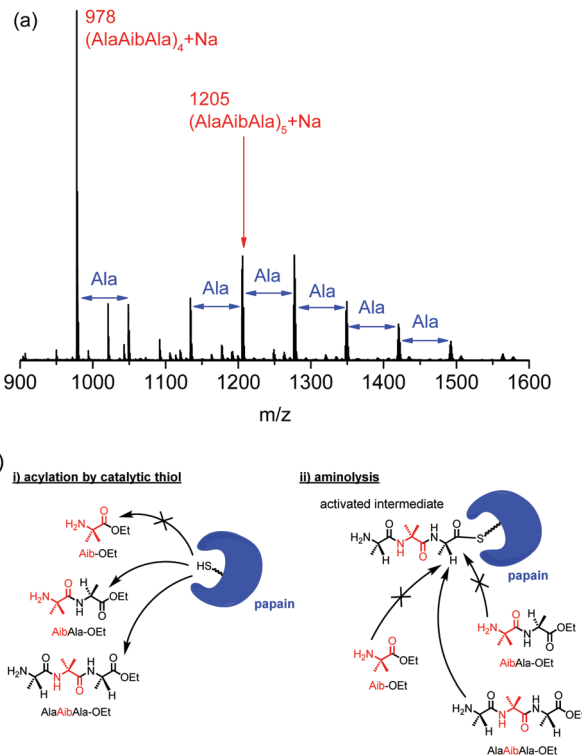 (a)
978
(AlaAibAla)4+Na
1205
(AlaAibAla)5+Na
Ala
Ala
Ala
Ala
Ala
Ala
900 1000 1100 1200 1300 1400 1500 1600
m/z
)
i) acylation by catalytic thiol
ii) aminolysis
activated intermediate
O
H2N
OEt
Aib-OEt
HS
papain
O H
H2N
N
H
O
OEt
AibAla-OEt
O H O
H2N
N
H
N
O
H
OEt
AlaAibAla-OEt
O H O
H2N
N
H
N
O
H
S
papain
O
H2N
OEt
Aib-OEt
O H
H2N
N
H
O
OEt
AibAla-OEt
O H O
H2N
N
H
N
O
H
OEt
AlaAibAla-OEt